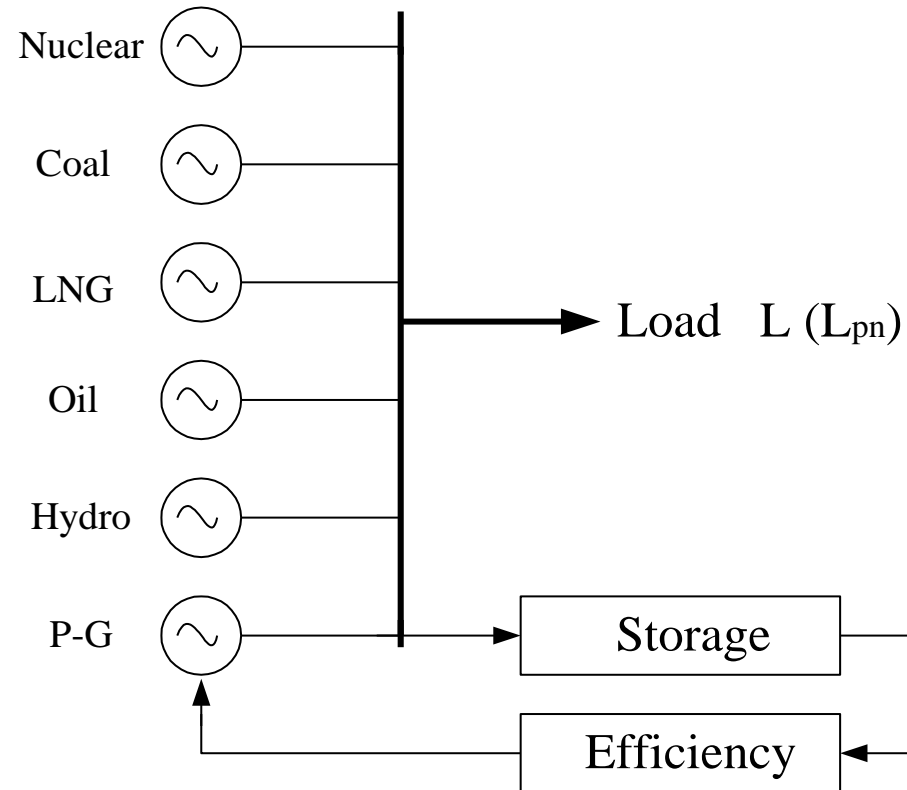 Nuclear
Coal
LNG
Load L (Lpn)
Oil
Hydro
P-G
Storage
Efficiency